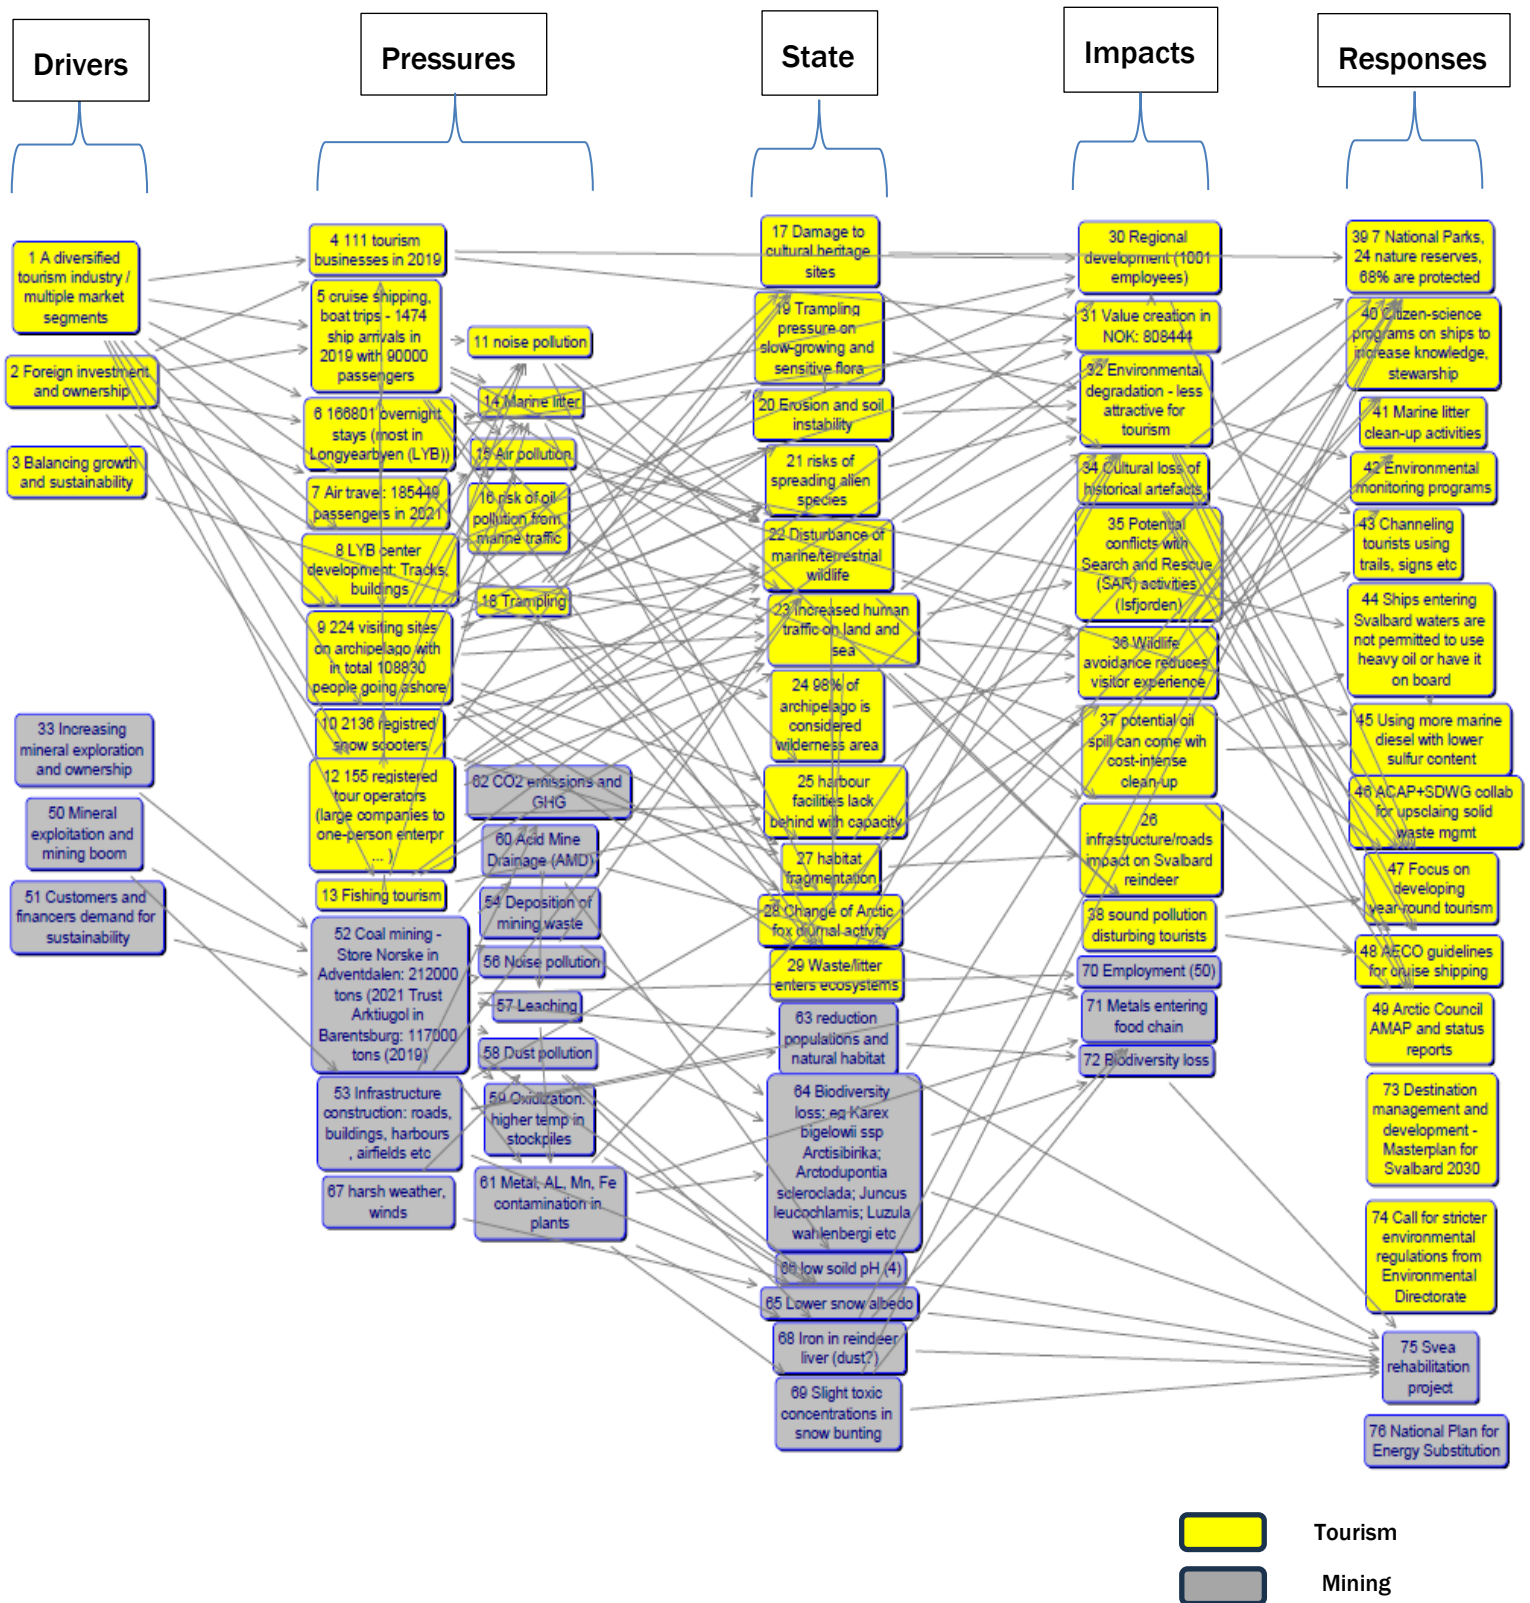 Drivers
Pressures
State
Impacts
Responses
1 A diversified
tourism industry /
multiple market
segments
2 Foreign investment
and ownership
3 Balancing growth
and sustainability
33 Increasing
mineral exploration
and ownership
50 Mineral
exploitation and
mining boom
51 Customers and
financers demand for
sustainability
4 111 tourism
businesses in 2019
5 cruise shipping,
boat trips - 1474
ship arrivals in
2019 with 90000
passengers
6 166801 overnight
stays (most in
Longyearbyen (LYB))
7 Air travel: 185449
passengers in 2021
8 LYB center
development: Tracks,
buildings
9 224 visiting sites
on archipelago with
in total 108830
people going ashore
10 2136 registred
snow scooters
12 155 registered
tour operators
(large companies to
one-person enterpr
... )
13 Fishing tourism
52 Coal mining -
Store Norske in
Adventdalen: 212000
tons (2021 Trust
Arktiugol in
Barentsburg: 117000
tons (2019)
53 Infrastructure
construction: roads,
buildings, harbours
, airfields etc
67 harsh weather,
winds
11 noise pollution
14 Marine litter
15 Air pollution
16 risk of oil
pollution from
marine traffic
18 Trampling
62 CO2 emissions and
GHG
60 Acid Mine
Drainage (AMD)
54 Deposition of
mining waste
56 Noise pollution
57 Leaching
58 Dust pollution
59 Oxidization:
higher temp in
stockpiles
61 Metal, AL, Mn, Fe
contamination in
plants
17 Damage to
cultural heritage
sites
19 Trampling
pressure on
slow-growing and
sensitive flora
20 Erosion and soil
instability
21 risks of
spreading alien
species
22 Disturbance of
marine/terrestrial
wildlife
23 Increased human
traffic on land and
sea
24 98% of
archipelago is
considered
wilderness area
25 harbour
facilities lack
behind with capacity
27 habitat
fragmentation
28 Change of Arctic
fox diurnal activity
29 Waste/litter
enters ecosystems
63 reduction
populations and
natural habitat
64 Biodiversity
loss: eg Karex
bigelowii ssp
Arctisibirika;
Arctodupontia
scleroclada; Juncus
leucochlamis; Luzula
wahlenbergi etc
66 low soild pH (4)
65 Lower snow albedo
68 Iron in reindeer
liver (dust?)
69 Slight toxic
concentrations in
snow bunting
30 Regional
development (1001
employees)
31 Value creation in
NOK: 808444
32 Environmental
degradation - less
attractive for
tourism
34 Cultural loss of
historical artefacts
35 Potential
conflicts with
Search and Rescue
(SAR) activities
(Isfjorden)
36 Wildlife
avoidance reduces
visitor experience
37 potential oil
spill can come wih
cost-intense
clean-up
26
infrastructure/roads
impact on Svalbard
reindeer
38 sound pollution
disturbing tourists
70 Employment (50)
71 Metals entering
food chain
72 Biodiversity loss
39 7 National Parks,
24 nature reserves,
68% are protected
40 Citizen-science
programs on ships to
increase knowledge,
stewarship
41 Marine litter
clean-up activities
42 Environmental
monitoring programs
43 Channeling
tourists using
trails, signs etc
44 Ships entering
Svalbard waters are
not permitted to use
heavy oil or have it
on board
45 Using more marine
diesel with lower
sulfur content
46 ACAP+SDWG collab
for upsclaing solid
waste mgmt
47 Focus on
developing
year-round tourism
48 AECO guidelines
for cruise shipping
49 Arctic Council
AMAP and status
reports
73 Destination
management and
development -
Masterplan for
Svalbard 2030
74 Call for stricter
environmental
regulations from
Environmental
Directorate
75 Svea
rehabilitation
project
76 National Plan for
Energy Substitution
Tourism
Mining